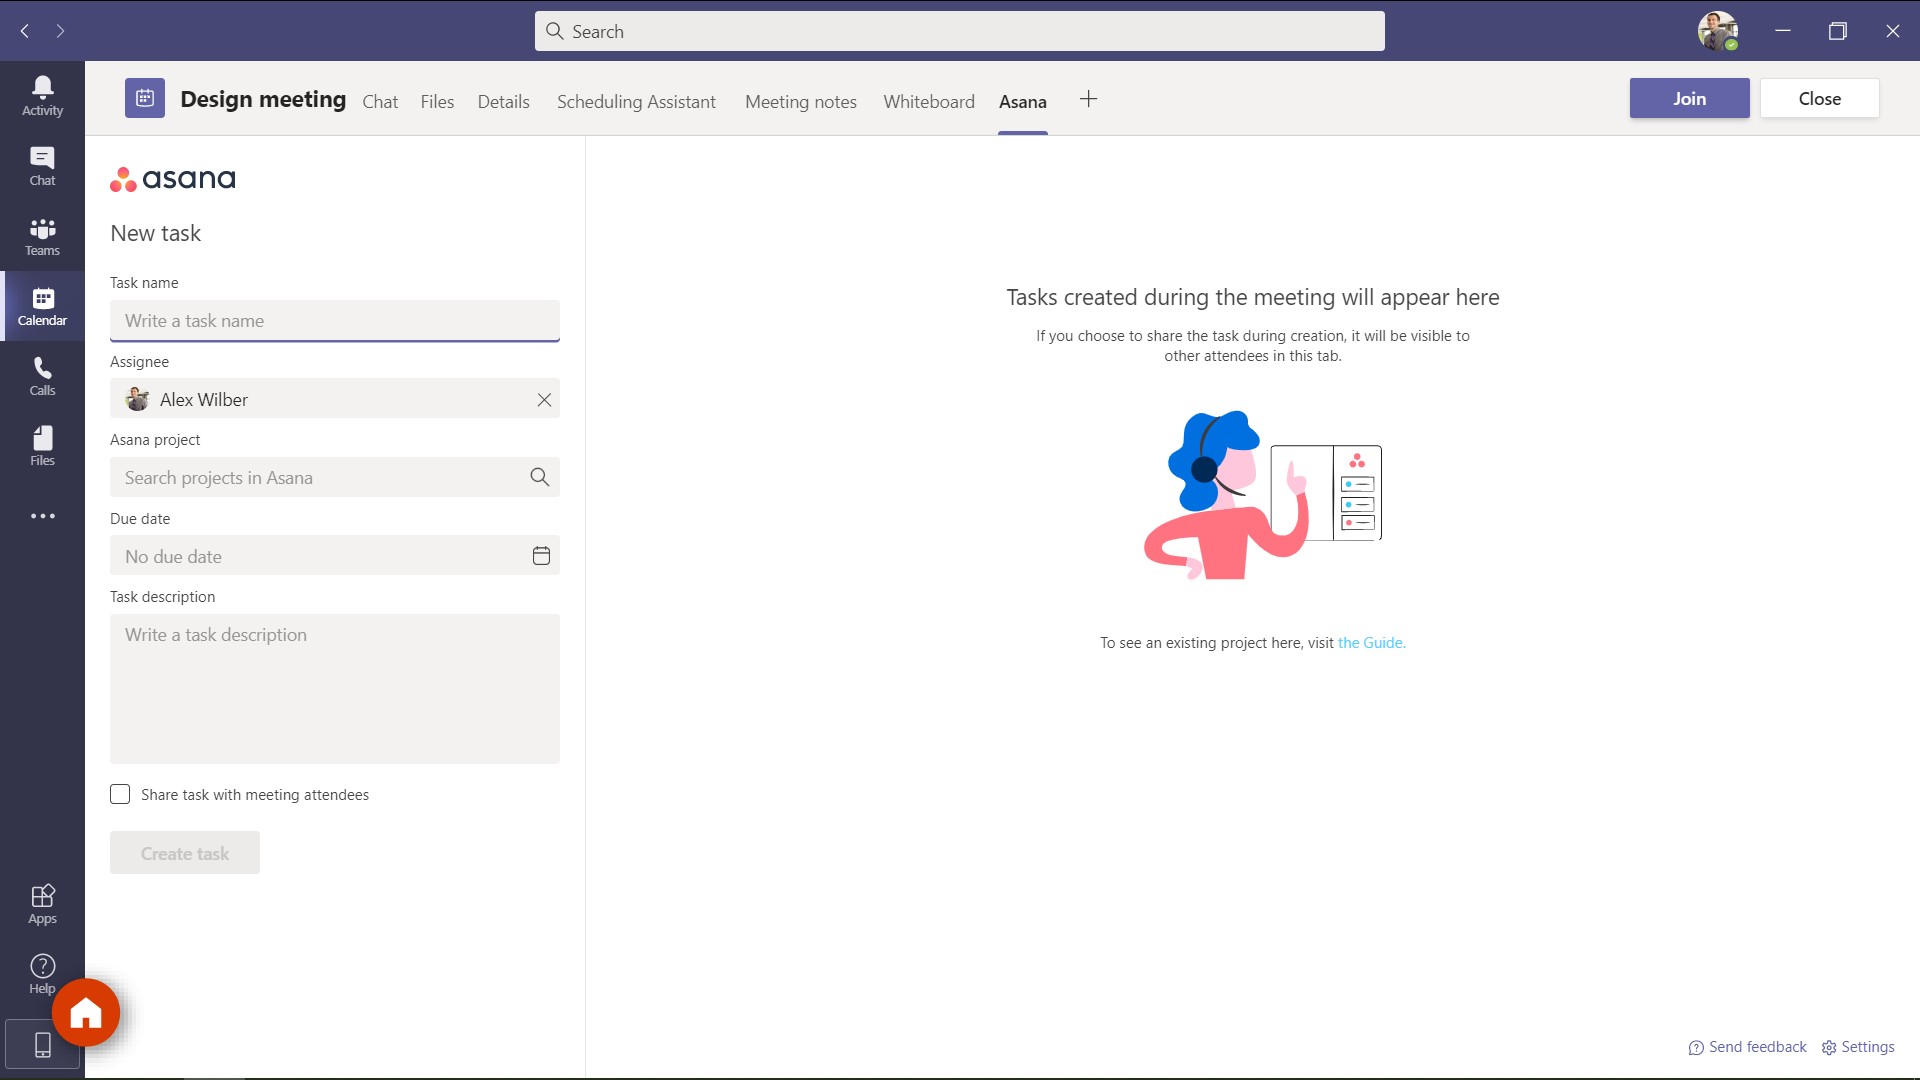 Search
Activity
Chat
Teams
Calendar
Calls
Files
Apps
Help
Design meeting Chat Files Details Scheduling Assistant Meeting notes Whiteboard Asana
Join Close
asana
New task
Task name
Write a task name
Assignee
Alex Wilber
Asana project
Search projects in Asana
Due date
No due date
Task description
Write a task description
Share task with meeting attendees
Create task
Tasks created during the meeting will appear here
If you choose to share the task during creation, it will be visible to
other attendees in this tab.
To see an existing project here, visit the Guide.
Send feedback Settings